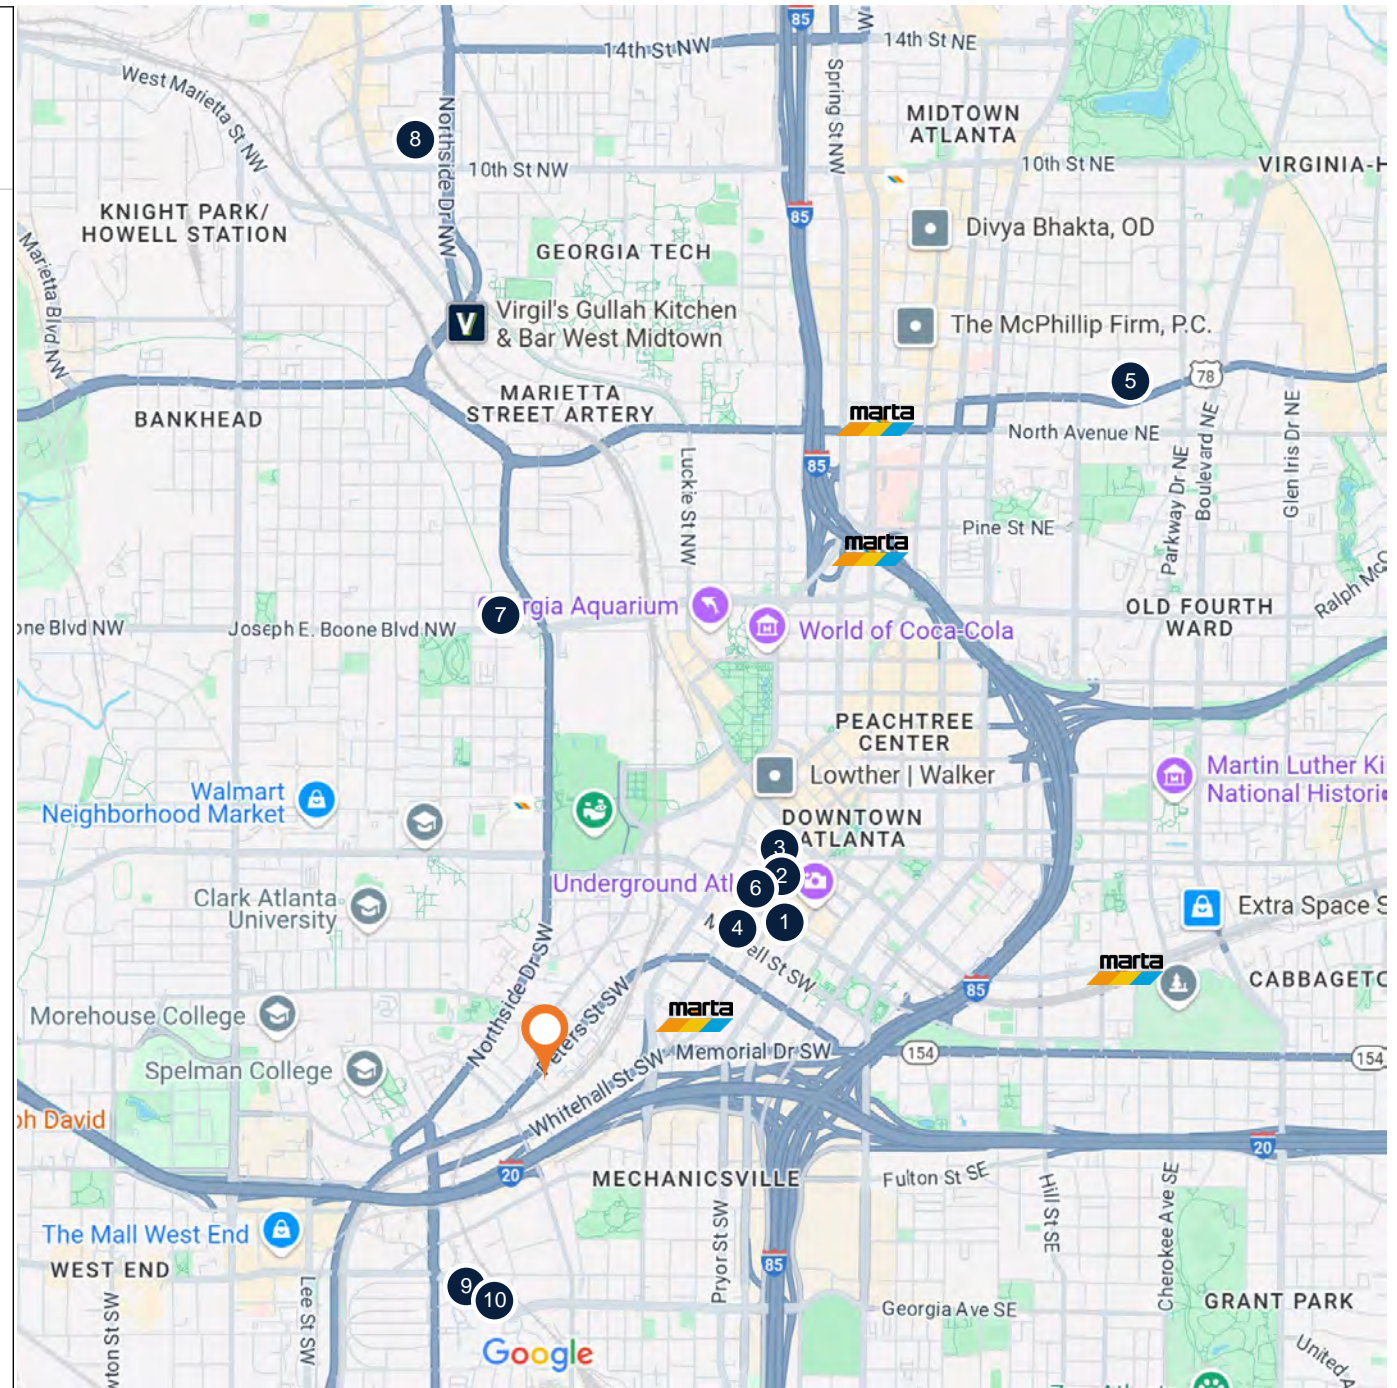 85
14th St NW
14th St NE
West Marietta St NW
Northside Dr NW
Spring St NW
MIDTOWN
ATLANTA
8
10th St NW
10th St NE
VIRGINIA-H
KNIGHT PARK/
HOWELL STATION
85
Divya Bhakta, OD
GEORGIA TECH
Marietta Blvd NW
V
Virgil's Gullah Kitchen
& Bar West Midtown
The McPhillip Firm, P.C.
5
78
MARIETTA
STREET ARTERY
BANKHEAD
marta
North Avenue NE
Glen Iris Dr NE
Boulevard NE
Parkway Dr NE
85
Luckie St NW
Pine St NE
marta
7
rgia Aquarium
World of Coca-Cola
OLD FOURTH
WARD
Ralph McG
one Blvd NW
Joseph E. Boone Blvd NW
PEACHTREE
CENTER
Lowther | Walker
Martin Luther Ki
National Historic
Walmart
Neighborhood Market
DOWNTOWN
ATLANTA
3
2
6
Underground Atl
4
1
Clark Atlanta
University
Extra Space S
ell St SW
Northside Dr SW
marta
85
CABBAGETO
Morehouse College
Peters St SW
marta
Memorial Dr SW
154
154
Spelman College
Whitehall St SW
ph David
20
20
MECHANICSVILLE
Fulton St SE
Hill St SE
Cherokee Ave SE
The Mall West End
Pryor St SW
85
WEST END
Lee St SW
9
10
Georgia Ave SE
GRANT PARK
wton St SW
Google
United A